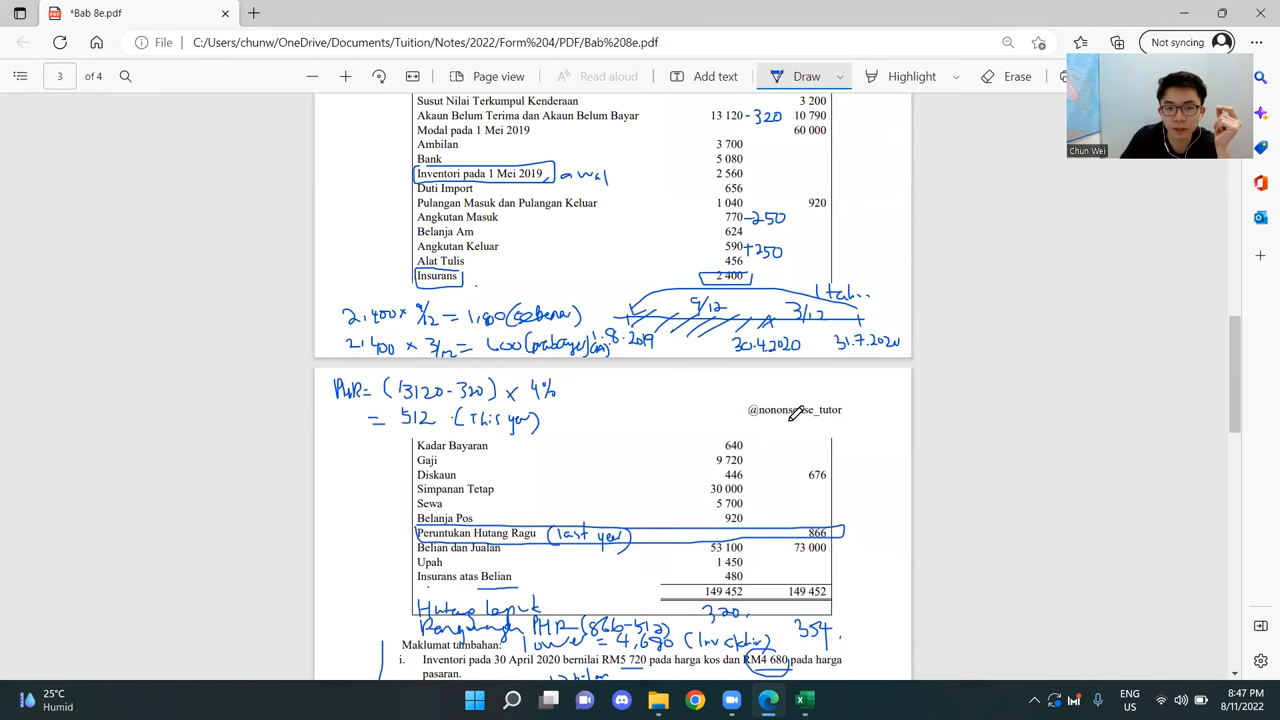 *Bab 8e.pdf
File
C:/Users/chunw/OneDrive/Documents/Tuition/Notes/2022/Form%204/PDF/Bab%208e.pdf
Not syncing
3 of 4
Page view
Read aloud
Add text
Draw
Highlight
Erase
Chun Wei
Susut Nilai Terkumpul Kenderaan 3 200
Akaun Belum Terima dan Akaun Belum Bayar 13 120 -320 10 790
Modal pada 1 Mei 2019 60 000
Ambilan 3 700
Bank 5 080
Inventori pada 1 Mei 2019 awal 2 560
Duti Import 656
Pulangan Masuk dan Pulangan Keluar 1 040 920
Angkutan Masuk 770 -250
Belanja Am 624
Angkutan Keluar 590 +250
Alat Tulis 456
Insurans 2 400
9/12 3/12
2,400 × 9/12 = 1,800
2,400 × 3/12 =
1.8.2019 30.4.2020 31.7.2020
PHR = (13120 - 320) × 4%
= 512 (This year)
@nononsense_tutor
Kadar Bayaran 640
Gaji 9 720
Diskaun 446 676
Simpanan Tetap 30 000
Sewa 5 700
Belanja Pos 920
Peruntukan Hutang Ragu (last year) 866
Belian dan Jualan 53 100 73 000
Upah 1 450
Insurans atas Belian 480
149 452 149 452
Hutang lapuk 320
Pengurangan PHR (866-512) 354
Maklumat tambahan:
lower = 4,680 (Inv akhir)
i. Inventori pada 30 April 2020 bernilai RM5 720 pada harga kos dan RM4 680 pada harga
pasaran.
25°C
Humid
ENG
US
8:47 PM
8/11/2022